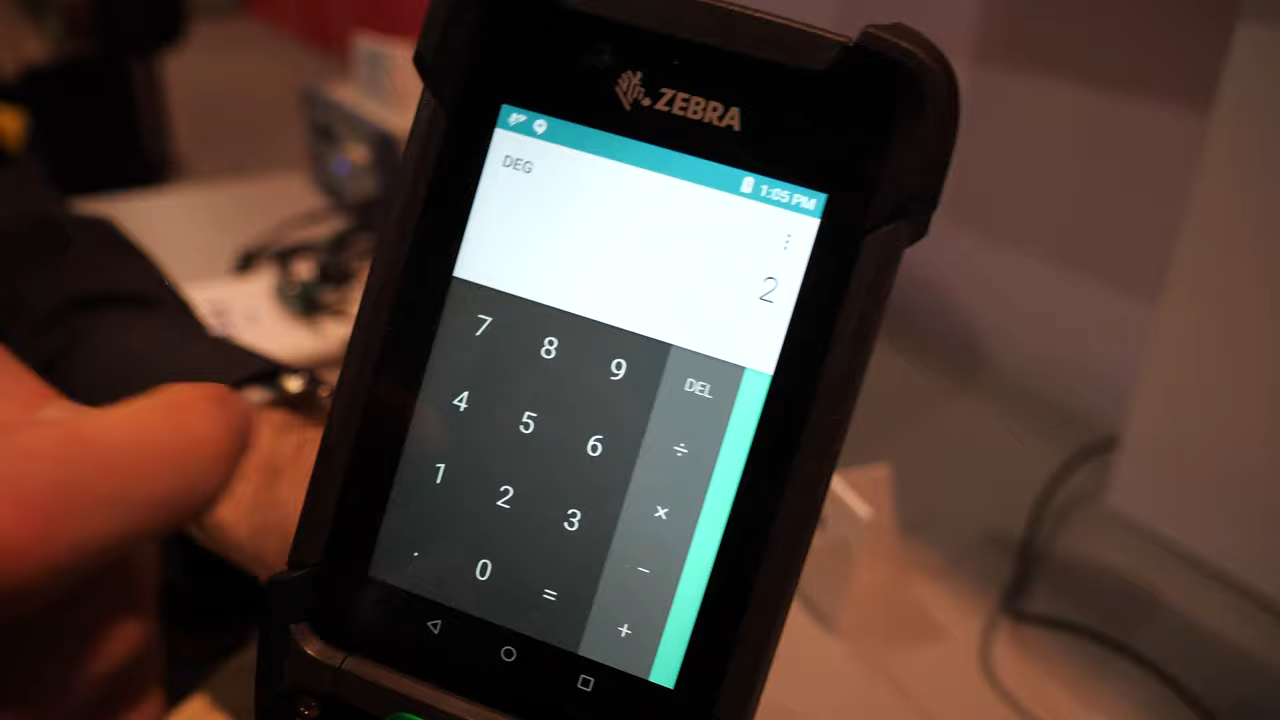 ZEBRA
1:05 PM
DEG
2
7 8 9 DEL
4 5 6 ÷
1 2 3 ×
. 0 = −
+